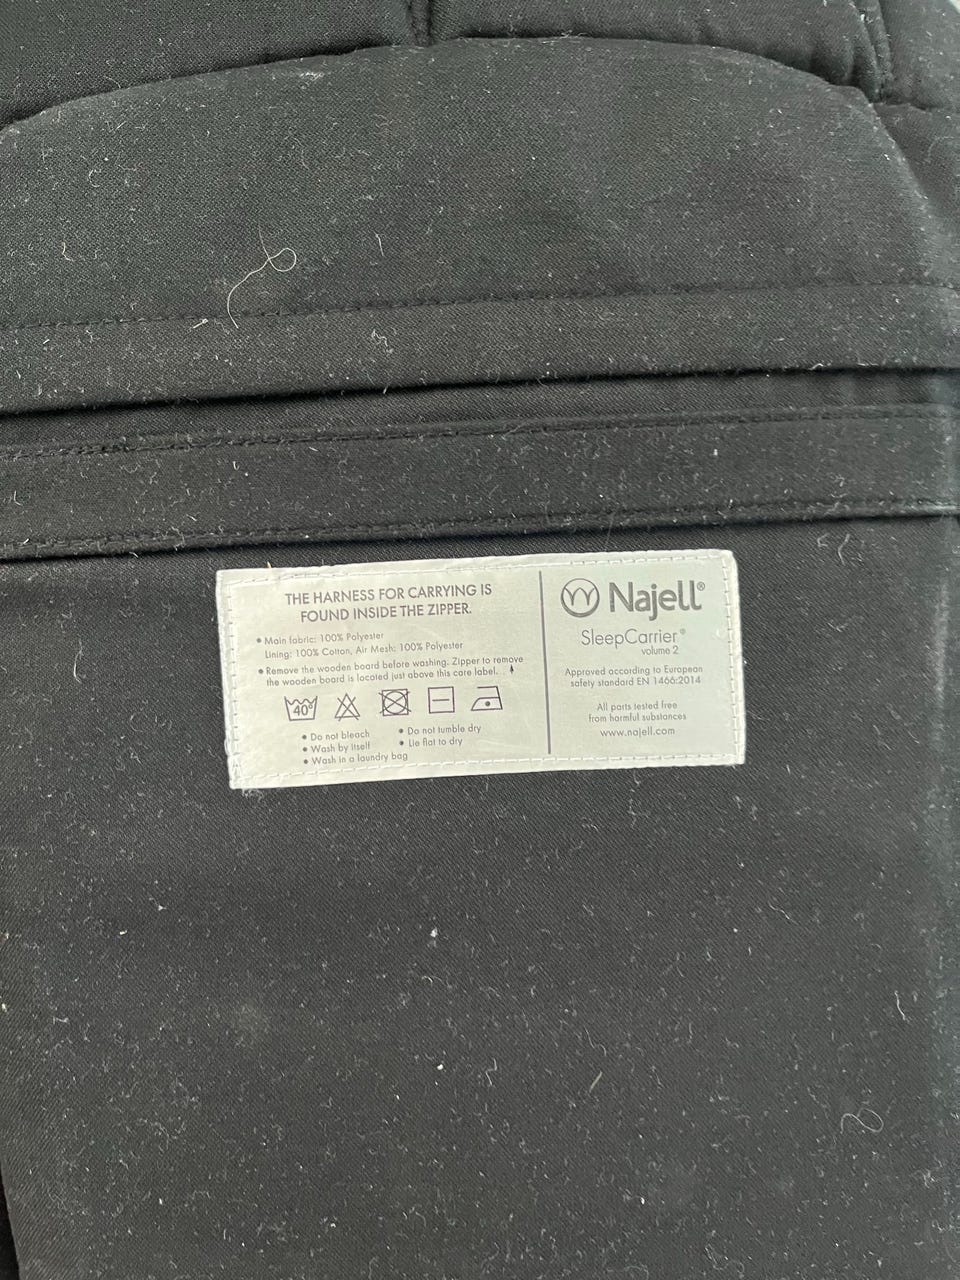 THE HARNESS FOR CARRYING IS
FOUND INSIDE THE ZIPPER.
• Main fabric: 100% Polyester
Lining: 100% Cotton, Air Mesh: 100% Polyester
• Remove the wooden board before washing. Zipper to remove
the wooden board is located just above this care label.
40°
• Do not bleach
• Wash by itself
• Wash in a laundry bag
• Do not tumble dry
• Lie flat to dry
Najell®
SleepCarrier®
volume 2
Approved according to European
safety standard EN 1466:2014
All parts tested free
from harmful substances
www.najell.com